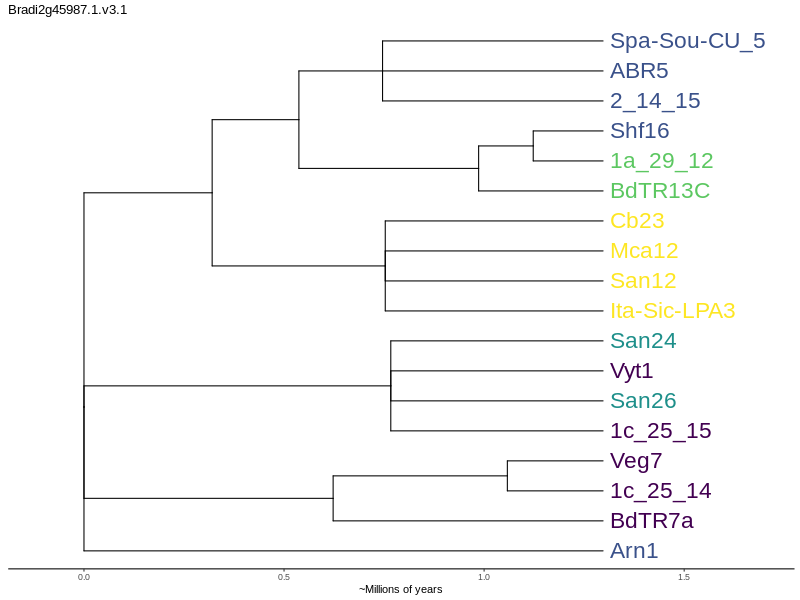 Bradi2g45987.1.v3.1
Spa-Sou-CU_5
ABR5
2_14_15
Shf16
1a_29_12
BdTR13C
Cb23
Mca12
San12
Ita-Sic-LPA3
San24
Vyt1
San26
1c_25_15
Veg7
1c_25_14
BdTR7a
Arn1
0.0 0.5 1.0 1.5
~Millions of years